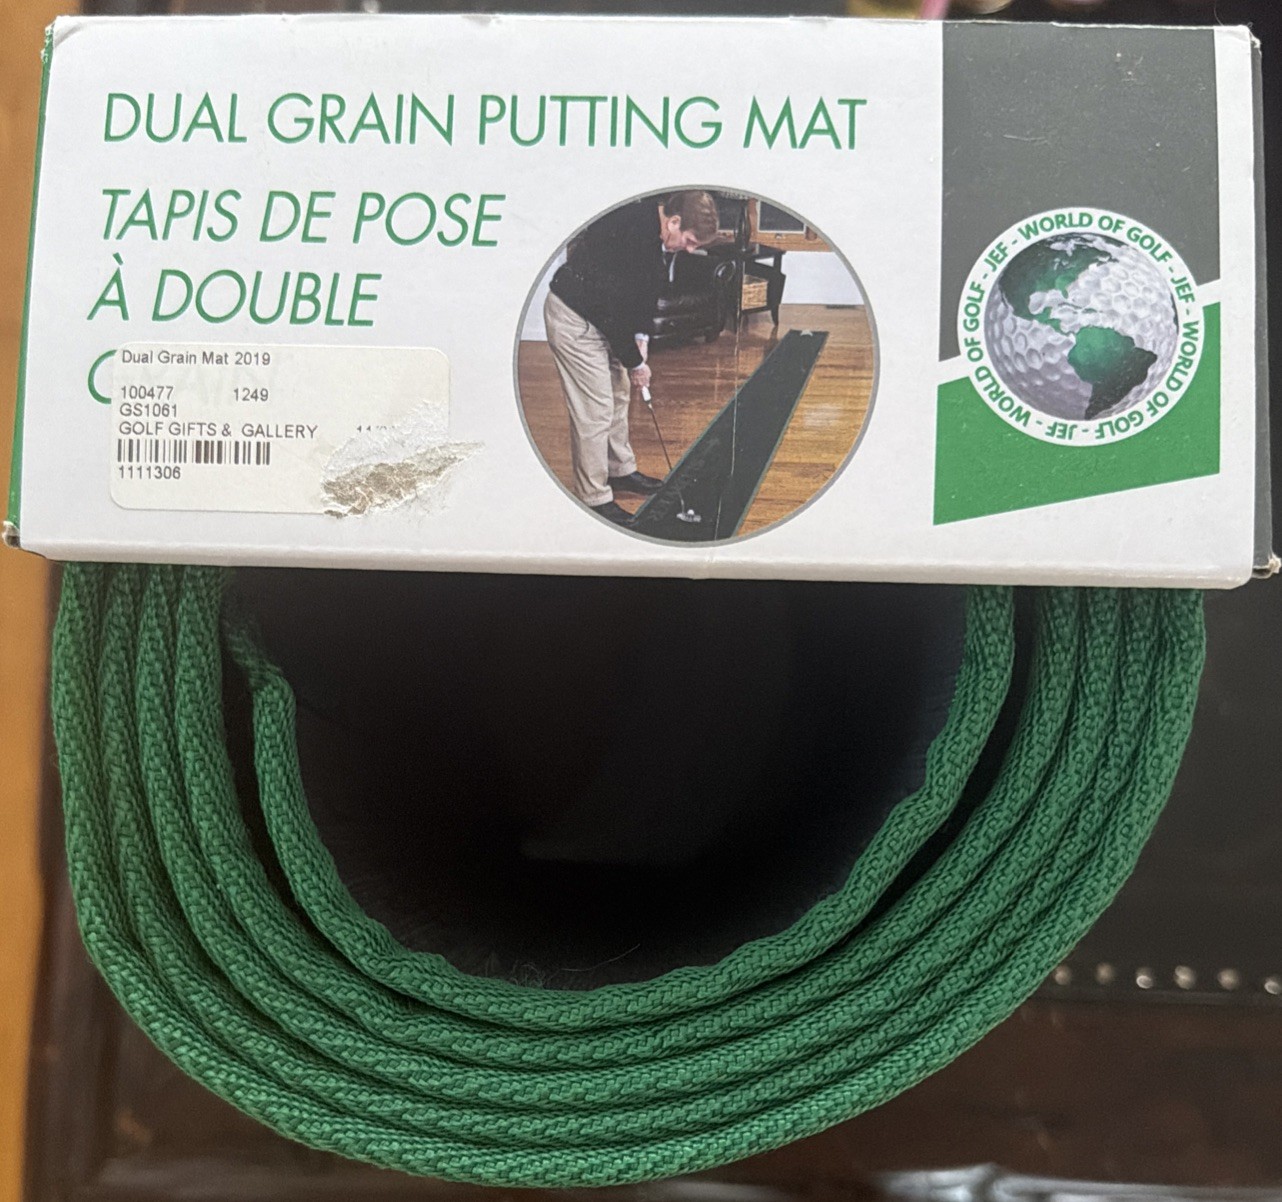 DUAL GRAIN PUTTING MAT
TAPIS DE POSE
À DOUBLE
Dual Grain Mat 2019
100477 1249
GS1061
GOLF GIFTS & GALLERY
1111306
WORLD OF GOLF - JEF - WORLD OF GOLF - JEF - WORLD OF GOLF - JEF -